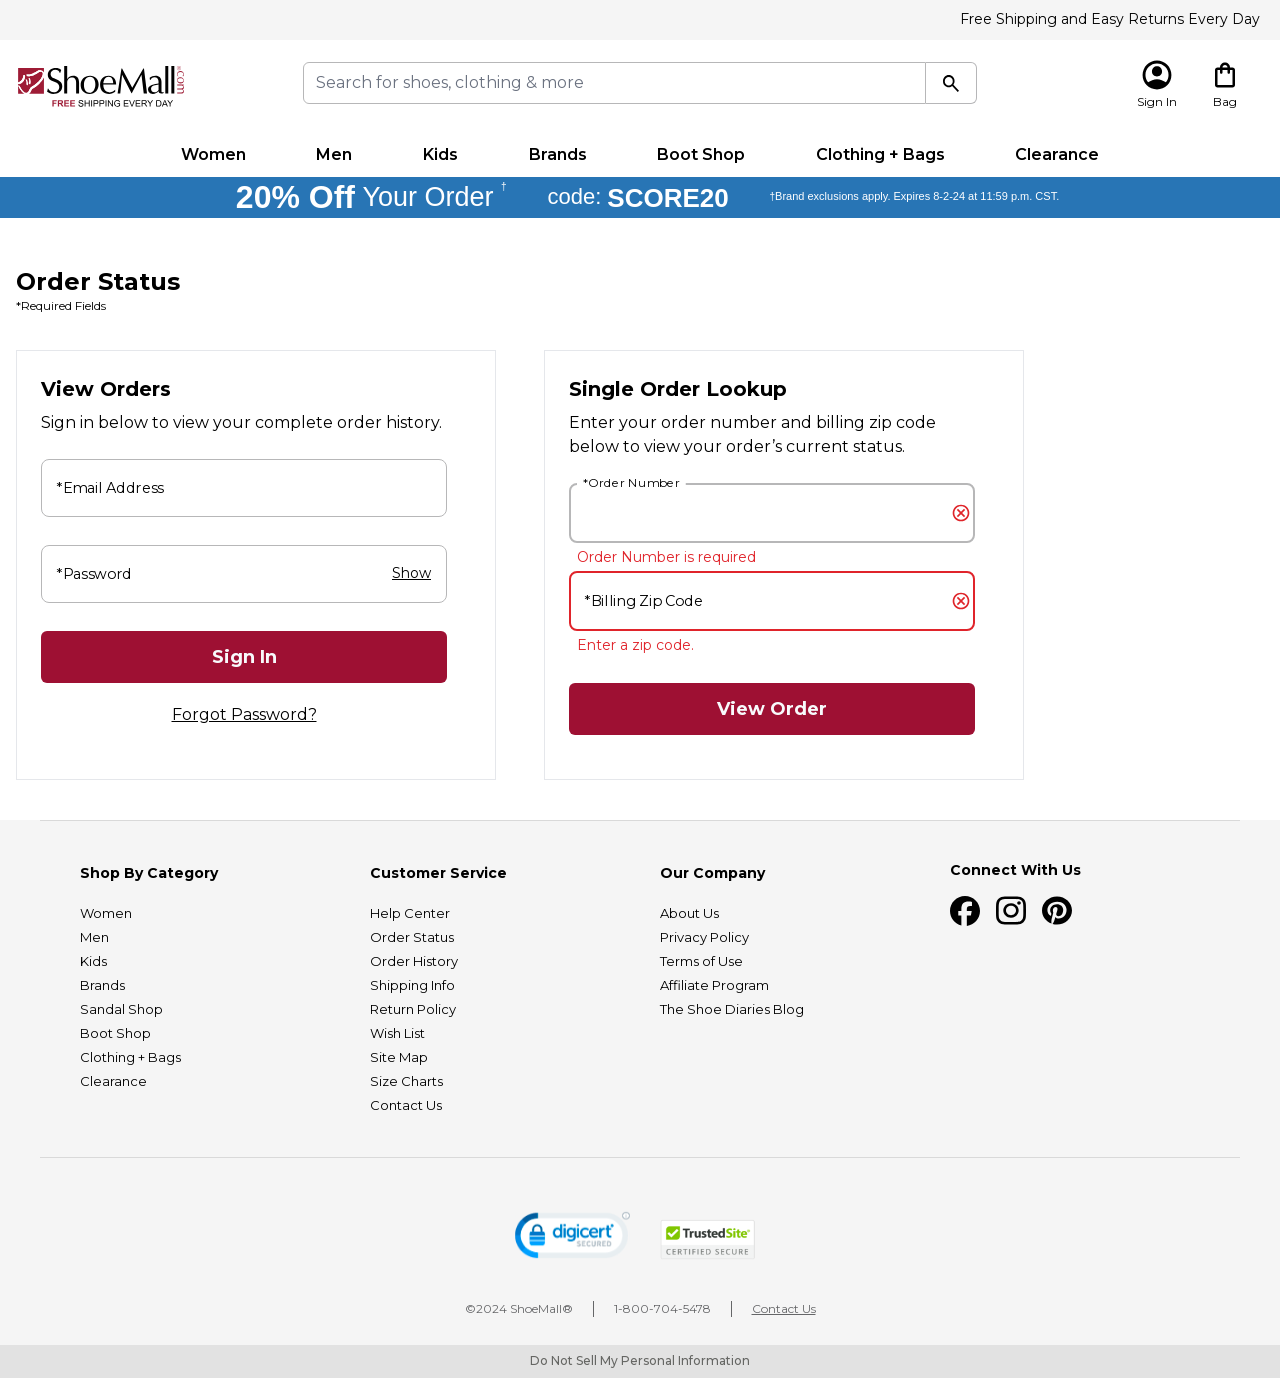 Free Shipping and Easy Returns Every Day
ShoeMall®.com
FREE SHIPPING EVERY DAY
Search for shoes, clothing & more
Sign In
Bag
Women
Men
Kids
Brands
Boot Shop
Clothing + Bags
Clearance
20% Off Your Order † code: SCORE20 †Brand exclusions apply. Expires 8-2-24 at 11:59 p.m. CST.
Order Status
*Required Fields
View Orders
Sign in below to view your complete order history.
*Email Address
*Password
Show
Sign In
Forgot Password?
Single Order Lookup
Enter your order number and billing zip code
below to view your order’s current status.
*Order Number
Order Number is required
*Billing Zip Code
Enter a zip code.
View Order
Shop By Category
Women
Men
Kids
Brands
Sandal Shop
Boot Shop
Clothing + Bags
Clearance
Customer Service
Help Center
Order Status
Order History
Shipping Info
Return Policy
Wish List
Site Map
Size Charts
Contact Us
Our Company
About Us
Privacy Policy
Terms of Use
Affiliate Program
The Shoe Diaries Blog
Connect With Us
digicert
SECURED
TrustedSite
CERTIFIED SECURE
©2024 ShoeMall®
1-800-704-5478
Contact Us
Do Not Sell My Personal Information